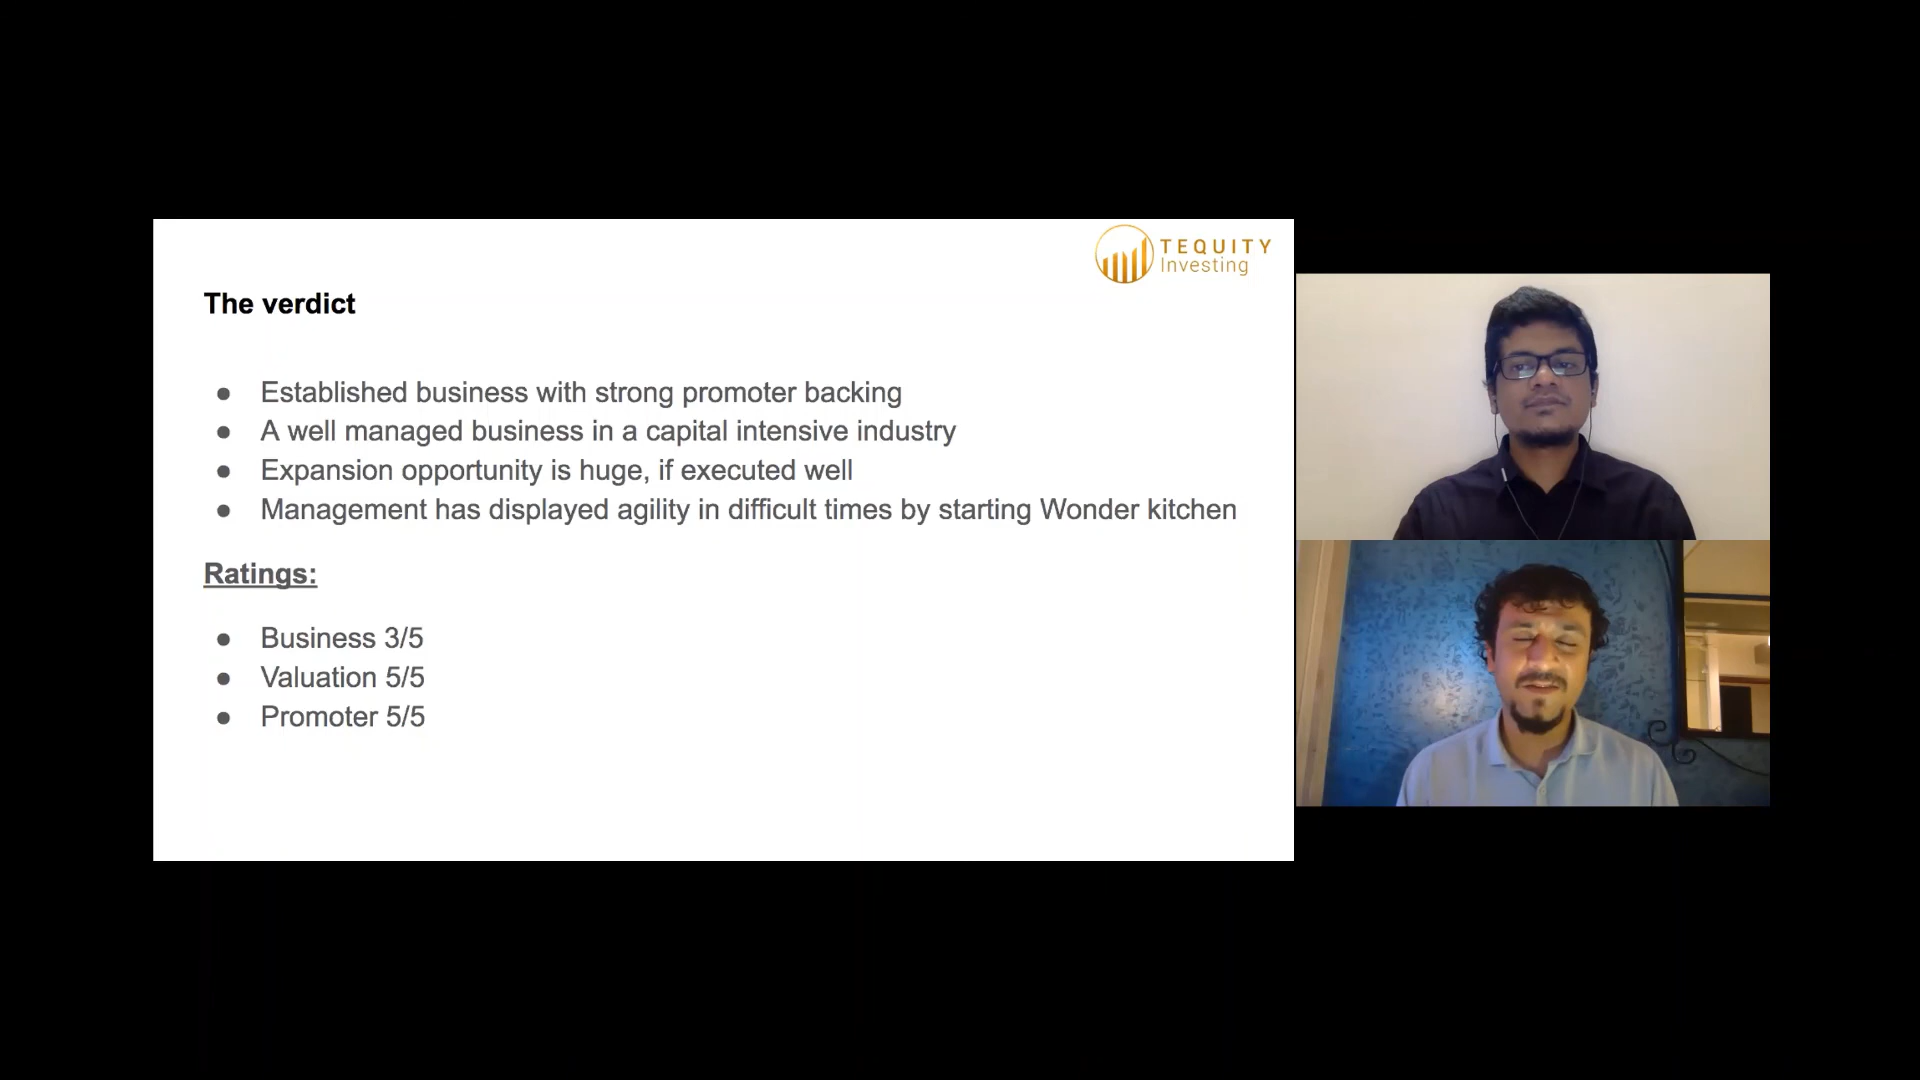 TEQUITY
Investing
The verdict
● Established business with strong promoter backing
● A well managed business in a capital intensive industry
● Expansion opportunity is huge, if executed well
● Management has displayed agility in difficult times by starting Wonder kitchen
Ratings:
● Business 3/5
● Valuation 5/5
● Promoter 5/5